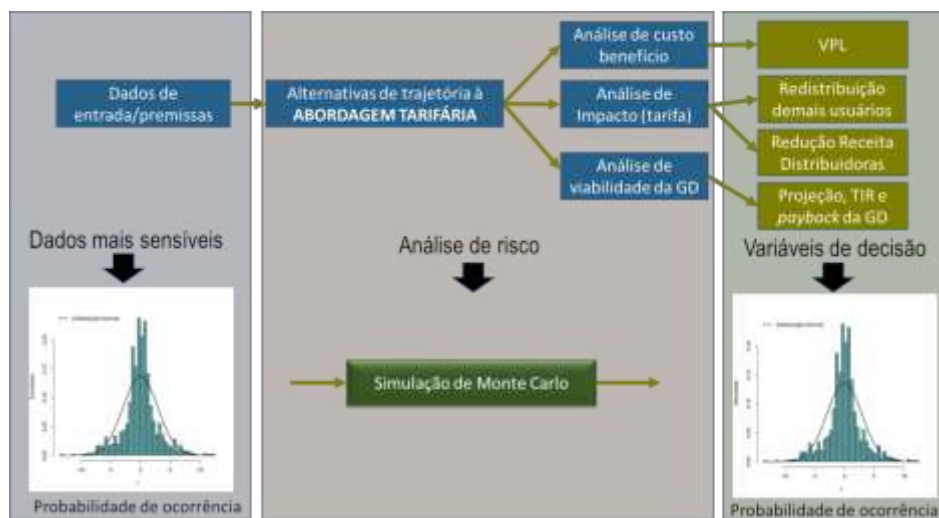 Dados de
entrada/premissas
Alternativas de trajetória à
ABORDAGEM TARIFÁRIA
Análise de custo
benefício
Análise de
Impacto (tarifa)
Análise de
viabilidade da GD
VPL
Redistribuição
demais usuários
Redução Receita
Distribuidoras
Projeção, TIR e
payback da GD
Dados mais sensíveis
Análise de risco
Variáveis de decisão
Simulação de Monte Carlo
Probabilidade de ocorrência
Probabilidade de ocorrência